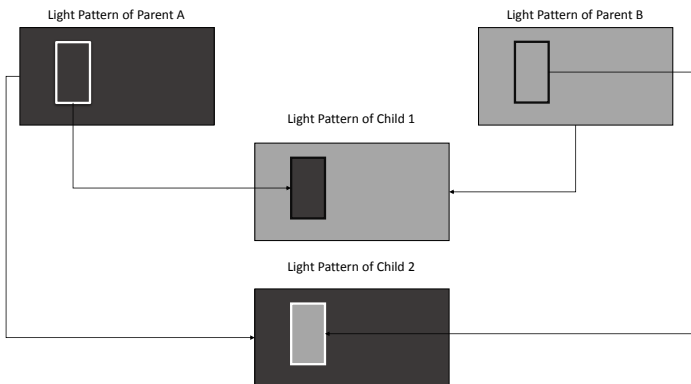 Light Pattern of Parent A
Light Pattern of Parent B
Light Pattern of Child 1
Light Pattern of Child 2